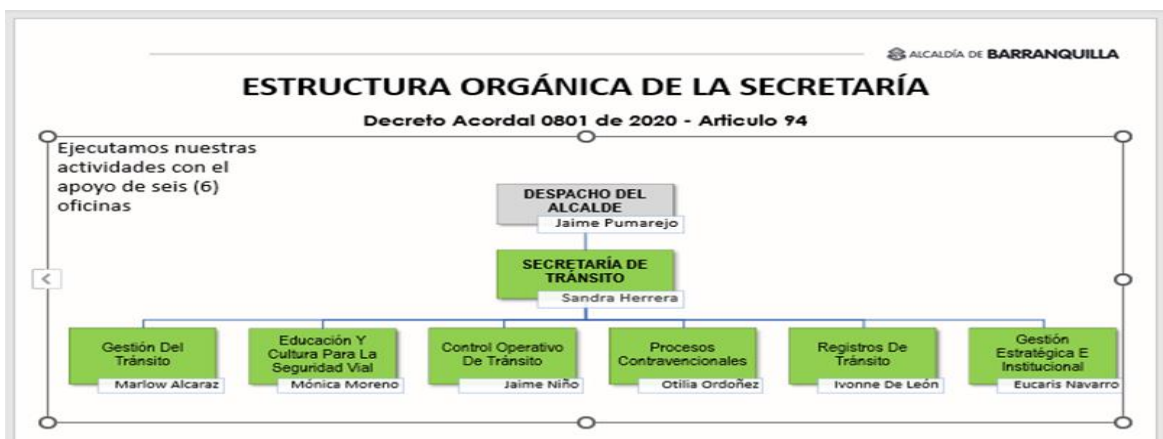 ALCALDÍA DE BARRANQUILLA
ESTRUCTURA ORGÁNICA DE LA SECRETARÍA
Decreto Acordal 0801 de 2020 - Articulo 94
Ejecutamos nuestras
actividades con el
apoyo de seis (6)
oficinas
DESPACHO DEL
ALCALDE
Jaime Pumarejo
SECRETARÍA DE
TRÁNSITO
Sandra Herrera
Gestión Del
Tránsito
Marlow Alcaraz
Educación Y
Cultura Para La
Seguridad Vial
Mónica Moreno
Control Operativo
De Tránsito
Jaime Niño
Procesos
Contravencionales
Otilia Ordoñez
Registros De
Tránsito
Ivonne De León
Gestión
Estratégica E
Institucional
Eucaris Navarro